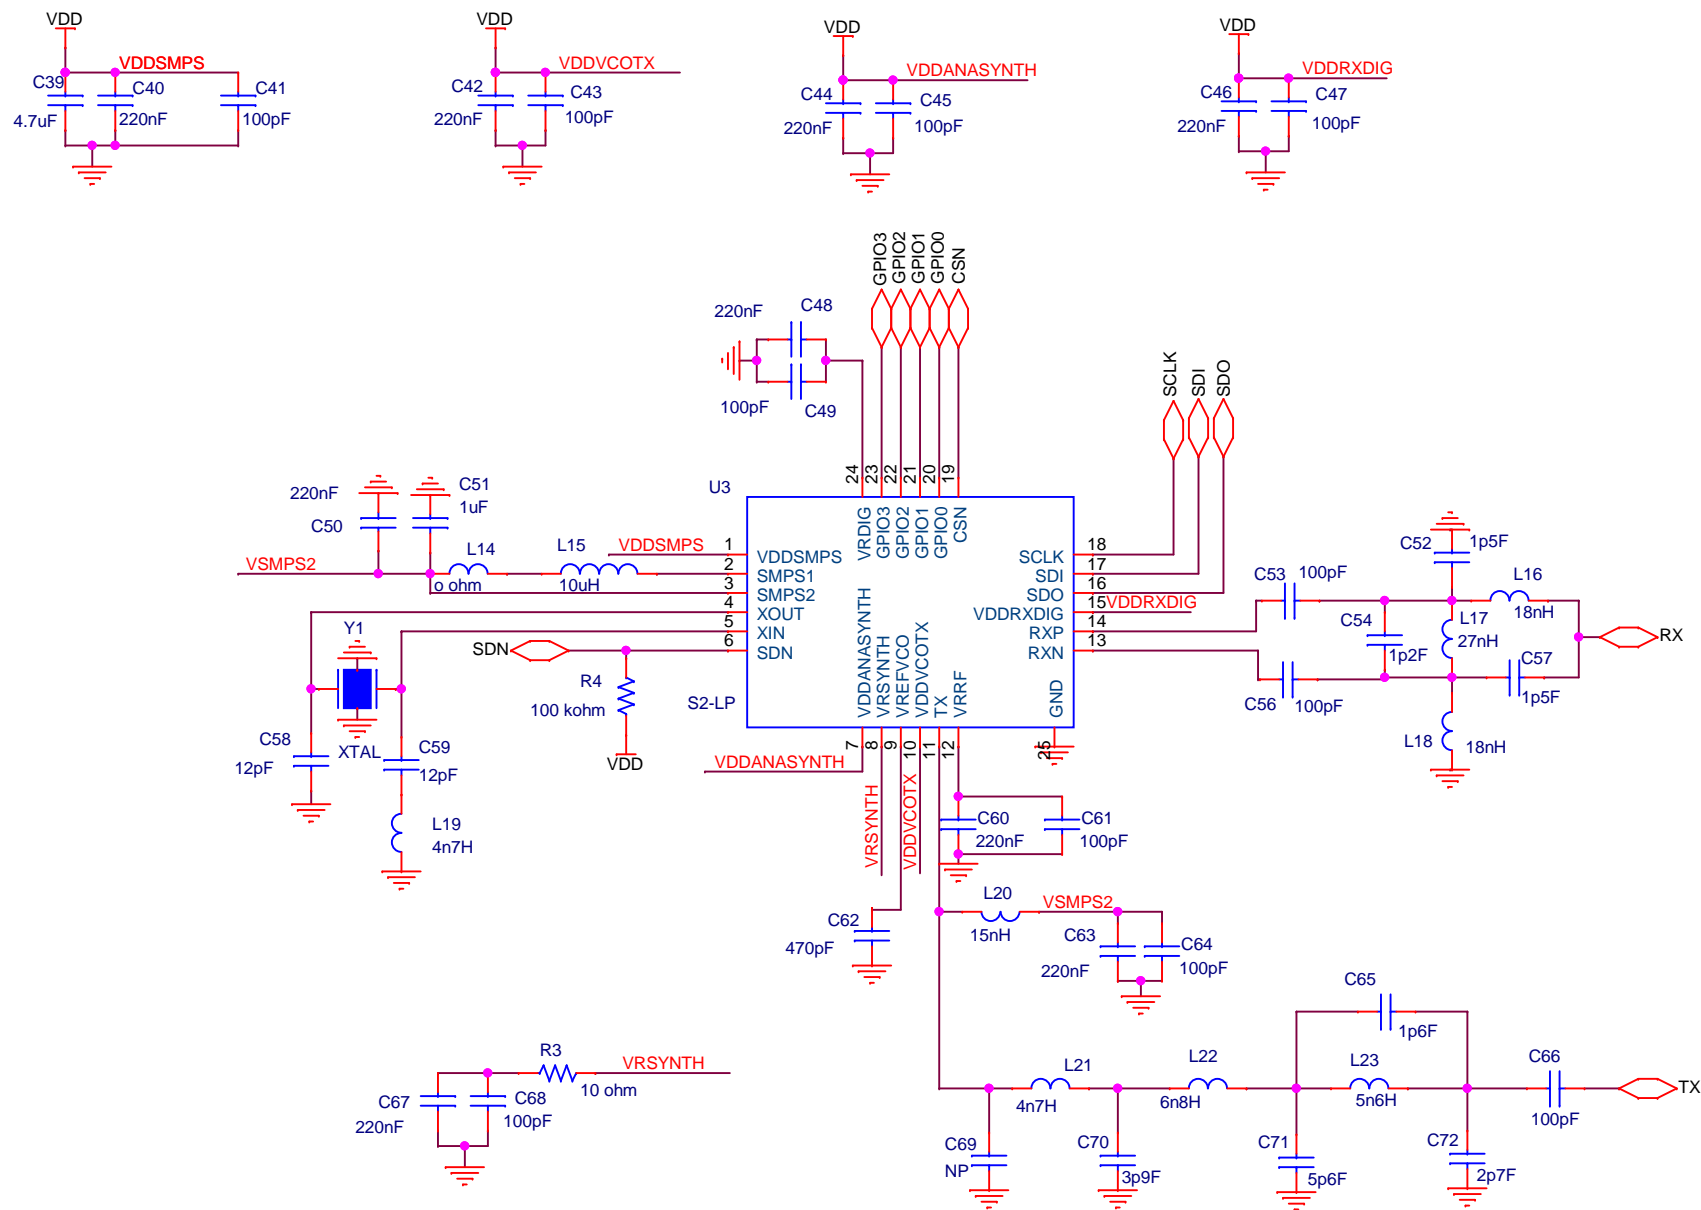 VDD
VDD
VDD
VDD
VDDSMPS
VDDVCOTX
VDDANASYNTH
VDDRXDIG
C39
C40
C41
4.7uF
220nF
100pF
C42
C43
220nF
100pF
C44
C45
220nF
100pF
C46
C47
220nF
100pF
GPIO3
GPIO2
GPIO1
GPIO0
CSN
220nF
C48
100pF
C49
SCLK
SDI
SDO
24
23
22
21
20
19
U3
VRDIG
GPIO3
GPIO2
GPIO1
GPIO0
CSN
220nF
C50
C51
1uF
VSMPS2
L14
o ohm
L15
10uH
VDDSMPS
1
2
3
4
5
6
VDDSMPS
SMPS1
SMPS2
XOUT
XIN
SDN
SCLK
SDI
SDO
VDDRXDIG
RXP
RXN
18
17
16
15
14
13
VDDRXDIG
C53
100pF
C52
1p5F
L16
18nH
C54
1p2F
L17
27nH
C57
1p5F
RX
C56
100pF
L18
18nH
Y1
XTAL
SDN
R4
100 kohm
VDD
S2-LP
VDDANASYNTH
VRSYNTH
VREFVCO
VDDVCOTX
TX
VRRF
GND
7
8
9
10
11
12
25
C58
12pF
C59
12pF
L19
4n7H
VDDANASYNTH
VRSYNTH
VDDVCOTX
C60
220nF
C61
100pF
C62
470pF
L20
15nH
VSMPS2
C63
220nF
C64
100pF
C65
1p6F
R3
10 ohm
VRSYNTH
C67
220nF
C68
100pF
L21
4n7H
L22
6n8H
L23
5n6H
C66
100pF
TX
C69
NP
C70
3p9F
C71
5p6F
C72
2p7F